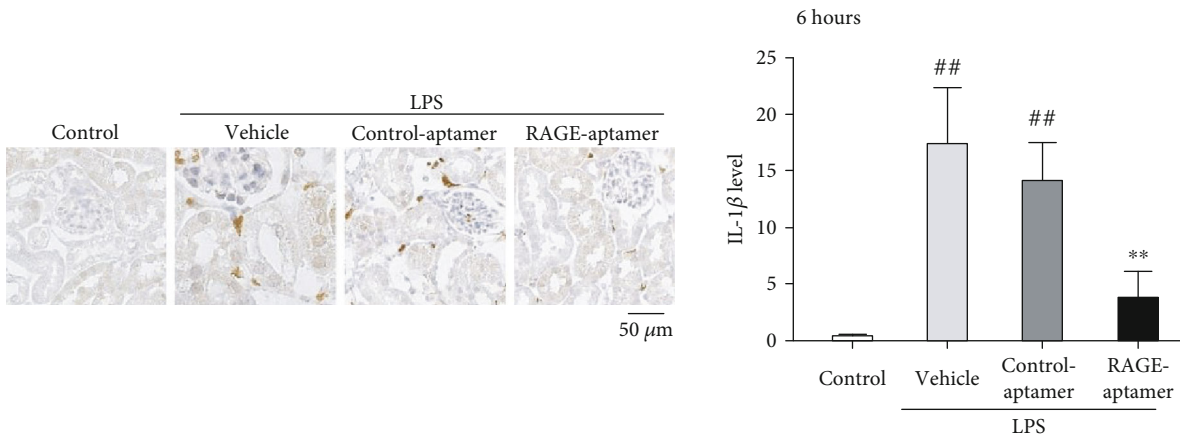 LPS
Control Vehicle Control-aptamer RAGE-aptamer
50 μm
6 hours
IL-1β level
25
20
15
10
5
0
##
##
**
Control
Vehicle
Control-
aptamer
RAGE-
aptamer
LPS